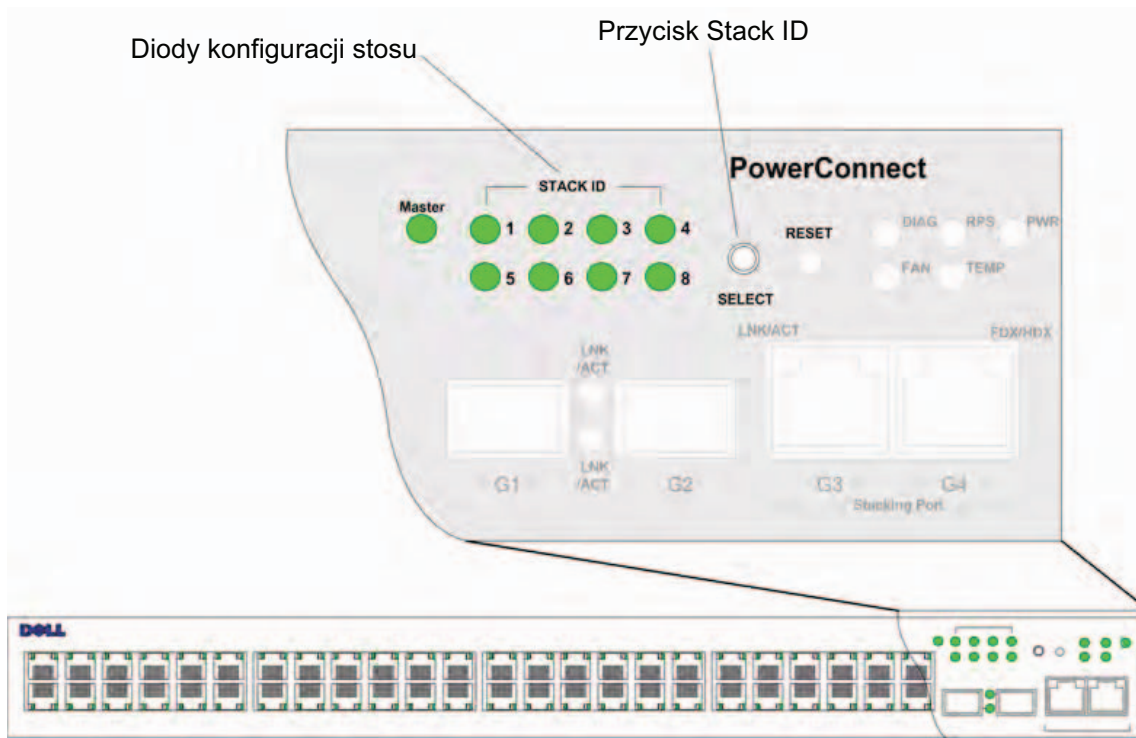 Diody konfiguracji stosu
Przycisk Stack ID
PowerConnect
STACK ID
Master
1
2
3
4
5
6
7
8
RESET
SELECT
DIAG
RPS
PWR
FAN
TEMP
LNK/ACT
FDX/HDX
LNK
/ACT
LNK
/ACT
G1
G2
G3
G4
Stacking Port
DELL